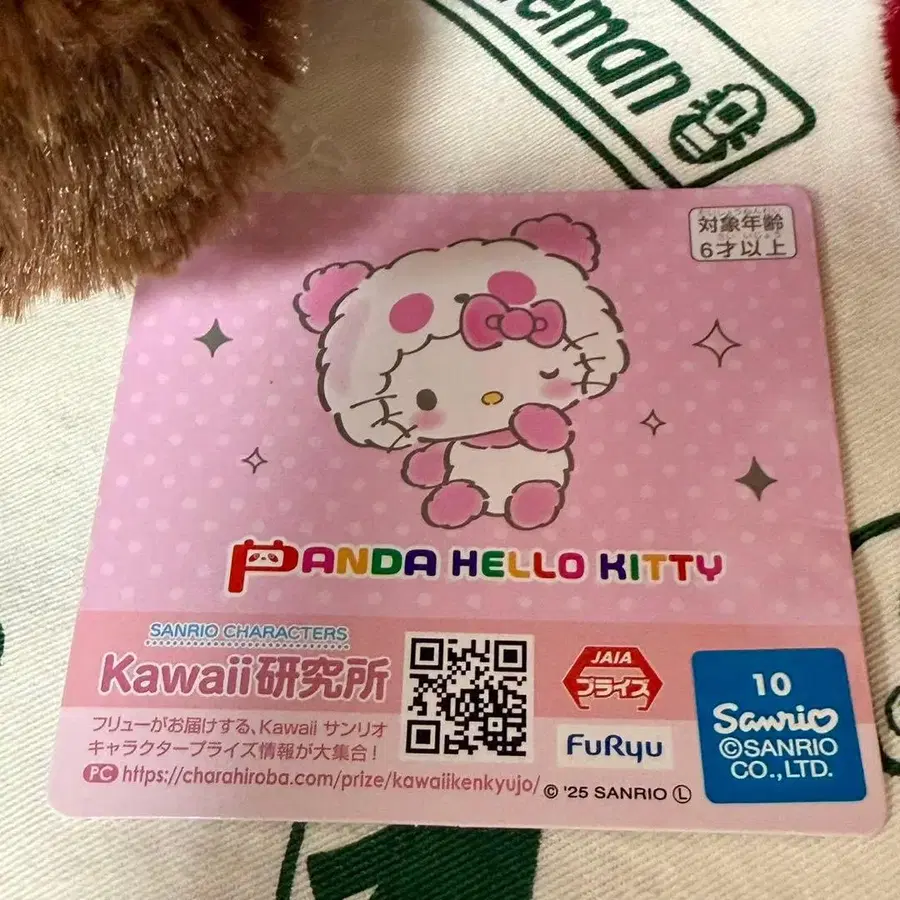 eman
対象年齢
6才以上
PANDA HELLO KITTY
SANRIO CHARACTERS
Kawaii研究所
フリューがお届けする、Kawaii サンリオ
キャラクタープライズ情報が大集合!
PC https://charahiroba.com/prize/kawaiikenkyujo/
JAIA
プライズ
FuRyu
© '25 SANRIO Ⓛ
10
Sanrio
©SANRIO
CO.,LTD.